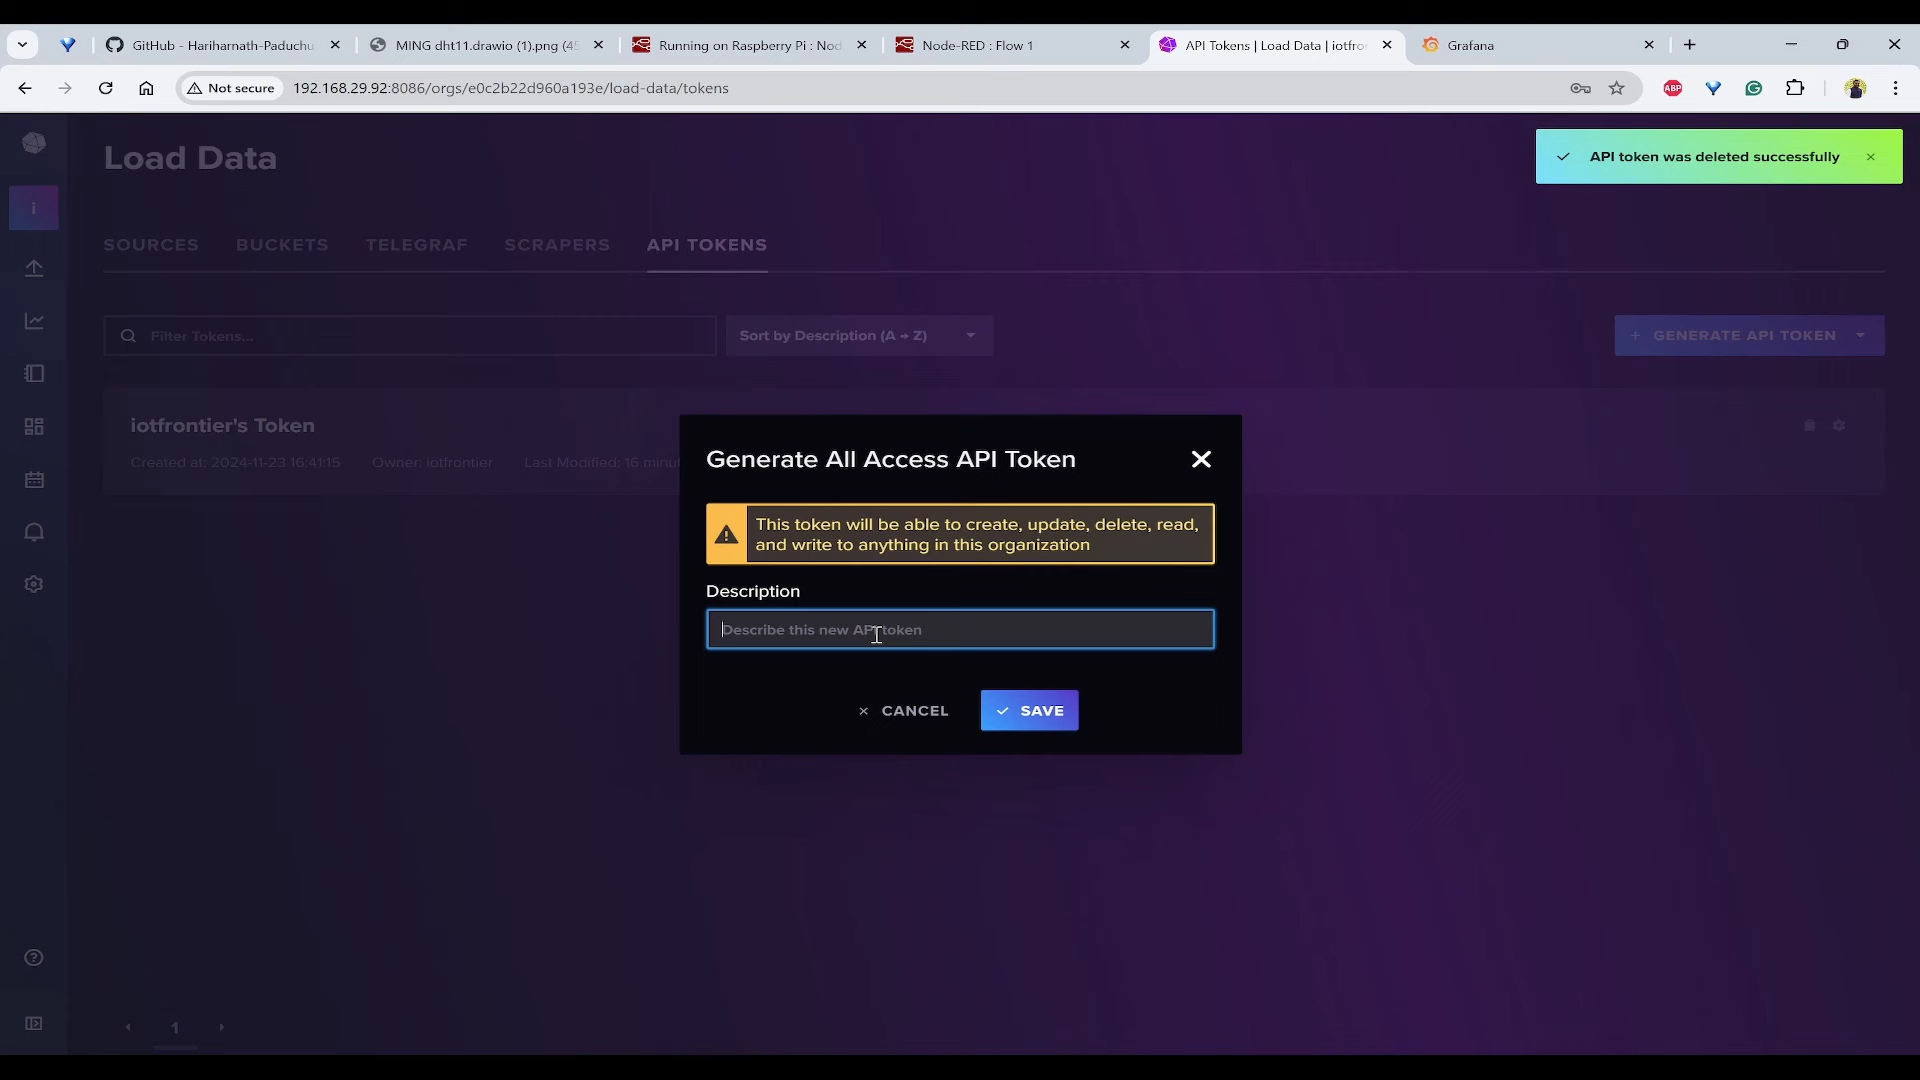 GitHub - Hariharnath-Paduchu
MING dht11.drawio (1).png (45
Running on Raspberry Pi : Nod
Node-RED : Flow 1
API Tokens | Load Data | iotfror
Grafana
Not secure
192.168.29.92:8086/orgs/e0c2b22d960a193e/load-data/tokens
ABP
Load Data
API token was deleted successfully
i
SOURCES
BUCKETS
TELEGRAF
SCRAPERS
API TOKENS
Filter Tokens...
Sort by Description (A → Z)
+ GENERATE API TOKEN
iotfrontier's Token
Created at: 2024-11-23 16:41:15
Owner: iotfrontier
Last Modified: 16 minut
Generate All Access API Token
This token will be able to create, update, delete, read,
and write to anything in this organization
Description
Describe this new API token
CANCEL
SAVE
1